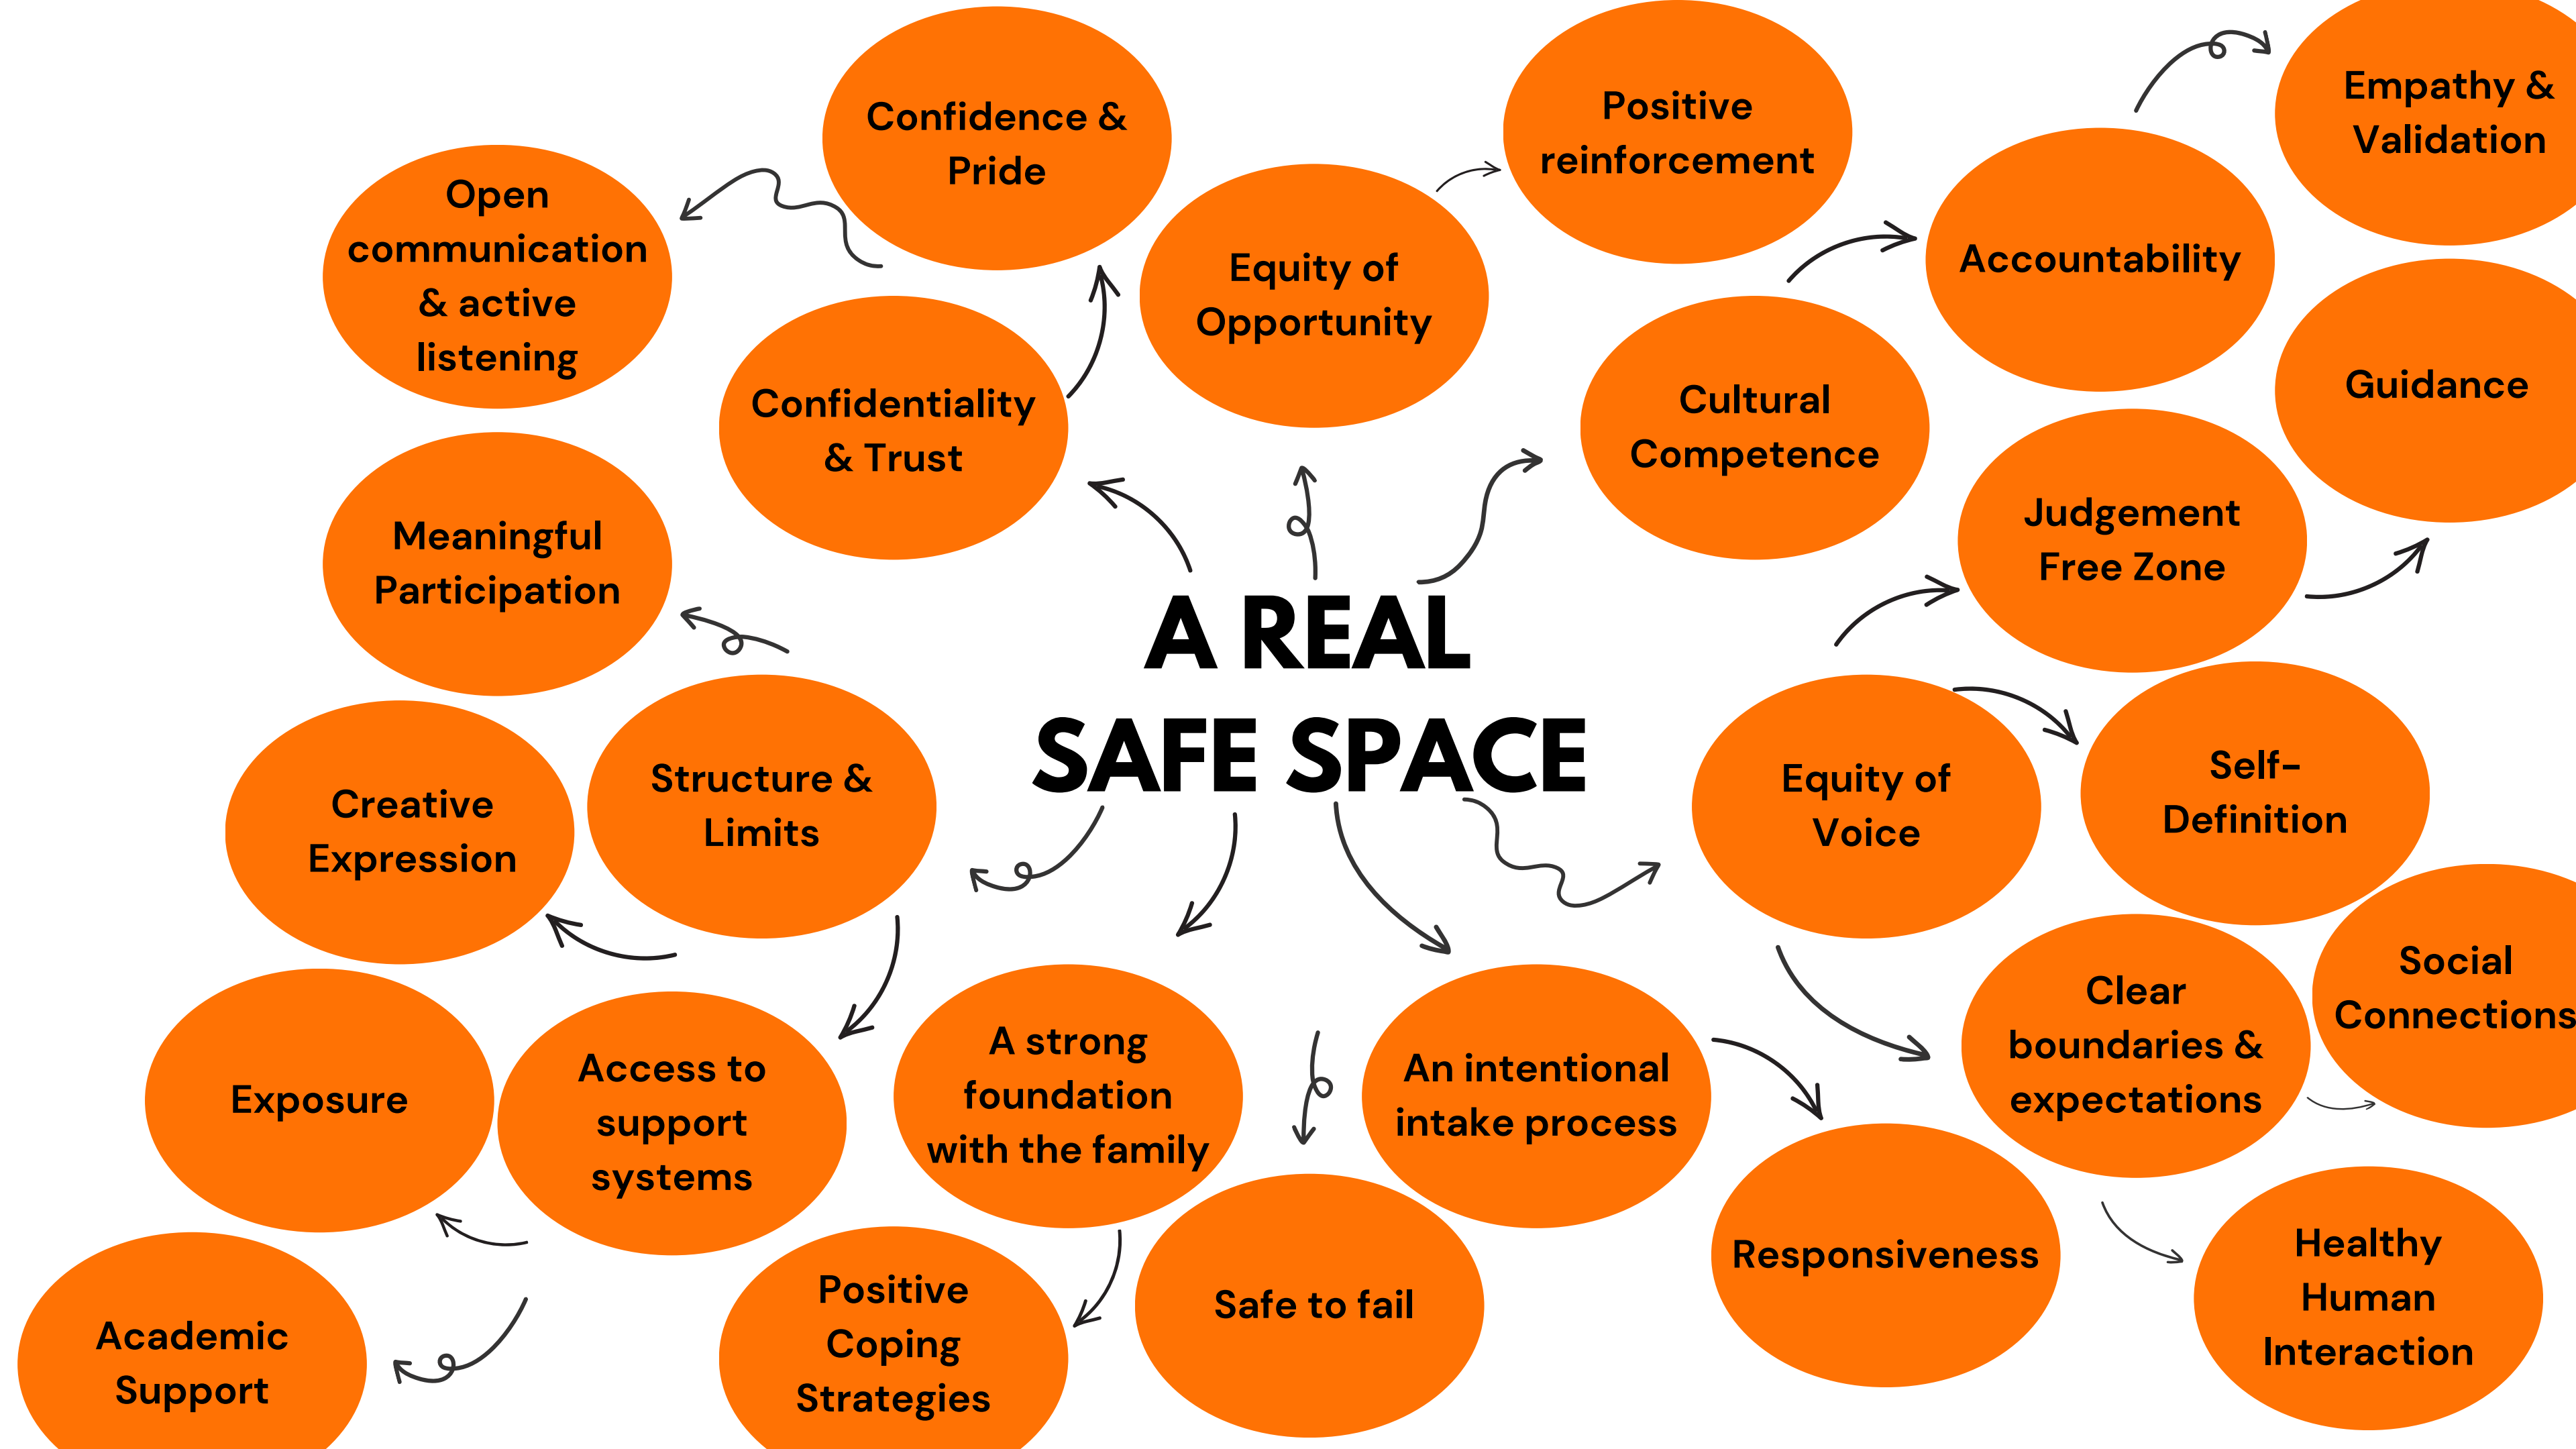 Confidence &
Pride
Positive
reinforcement
Empathy &
Validation
Open
communication
& active
listening
Equity of
Opportunity
Accountability
Confidentiality
& Trust
Cultural
Competence
Guidance
Meaningful
Participation
Judgement
Free Zone
A REAL
SAFE SPACE
Creative
Expression
Structure &
Limits
Equity of
Voice
Self-
Definition
Social
Connections
Exposure
Access to
support
systems
A strong
foundation
with the family
An intentional
intake process
Clear
boundaries &
expectations
Academic
Support
Positive
Coping
Strategies
Safe to fail
Responsiveness
Healthy
Human
Interaction